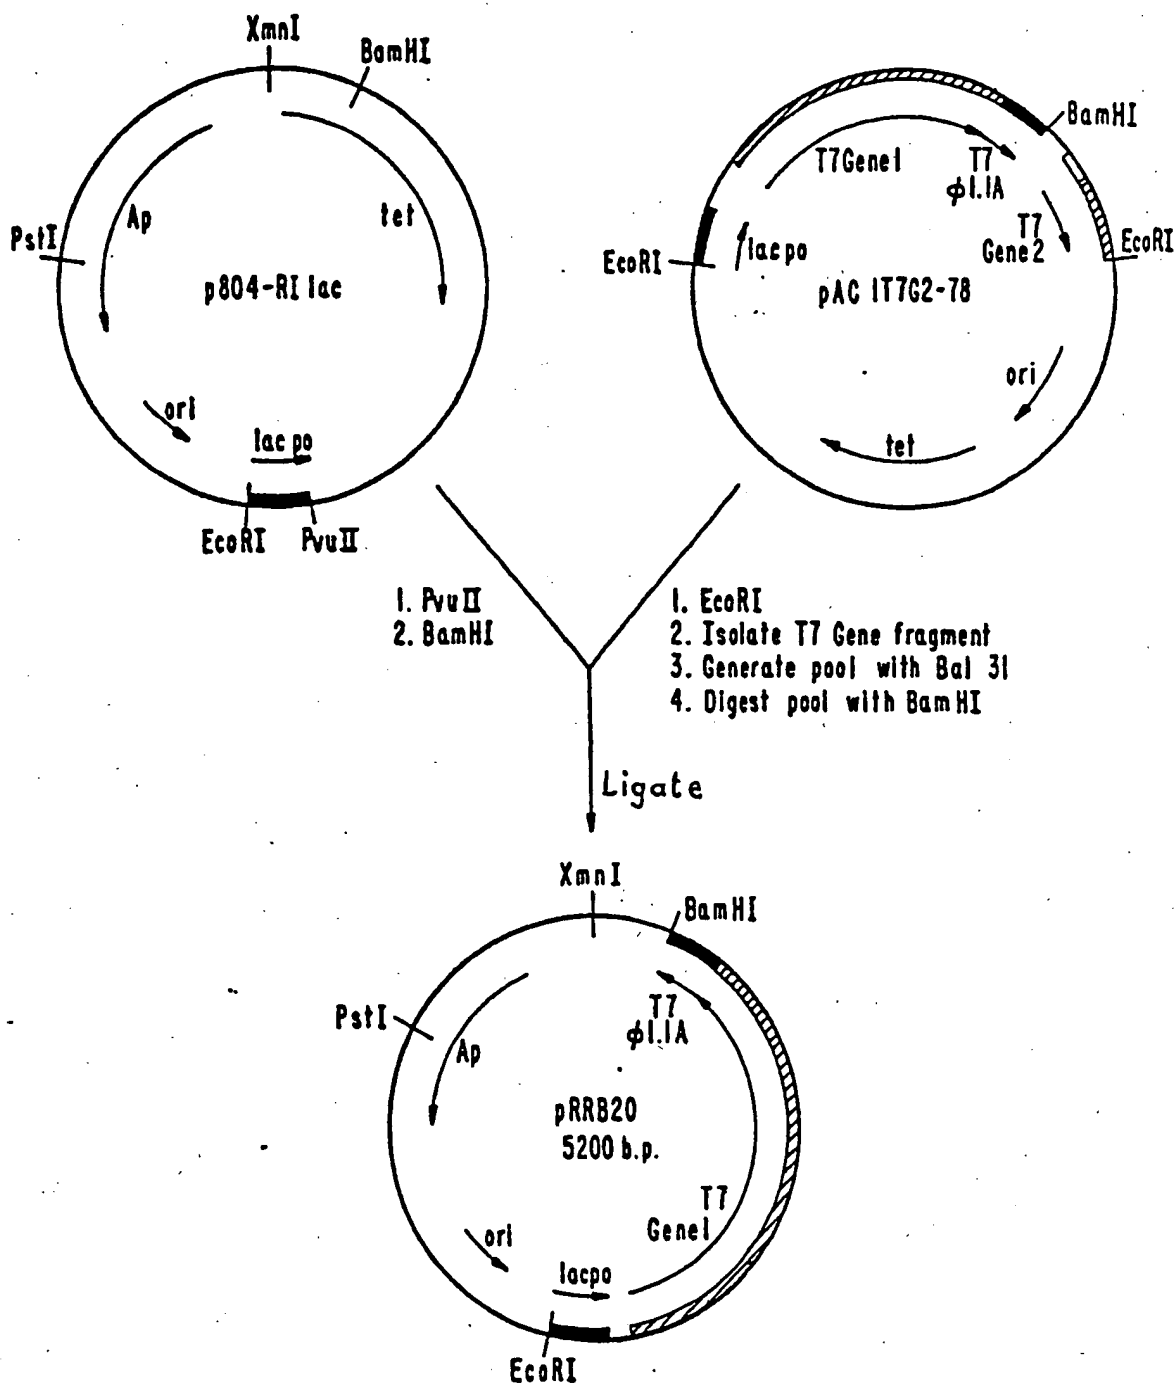 XmnI
BamHI
Ap
tet
PstI
p804-RI lac
ori
lac po
EcoRI
PvuII
BamHI
T7Gene1
T7
φ1.1A
T7
Gene2
EcoRI
lac po
EcoRI
pAC 1T7G2-78
ori
tet
1. PvuII
2. BamHI
1. EcoRI
2. Isolate T7 Gene fragment
3. Generate pool with Bal 31
4. Digest pool with BamHI
Ligate
XmnI
BamHI
PstI
Ap
T7
φ1.1A
pRRB20
5200 b.p.
T7
Gene1
ori
lacpo
EcoRI